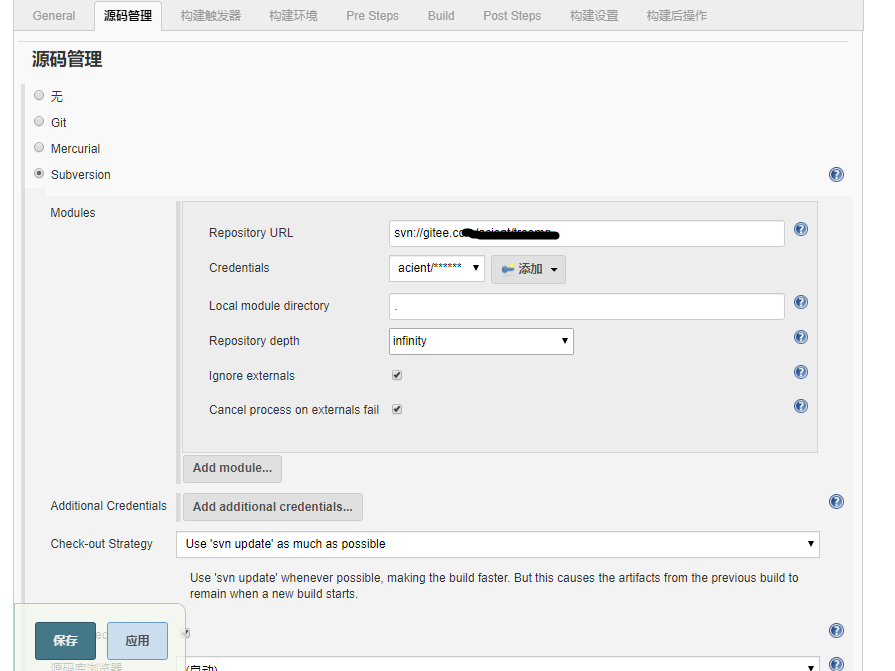 General 源码管理 构建触发器 构建环境 Pre Steps Build Post Steps 构建设置 构建后操作
源码管理
无
Git
Mercurial
Subversion
Modules
Repository URL svn://gitee.co
Credentials acient/****** 添加
Local module directory .
Repository depth infinity
Ignore externals
Cancel process on externals fail
Add module...
Additional Credentials Add additional credentials...
Check-out Strategy Use 'svn update' as much as possible
Use 'svn update' whenever possible, making the build faster. But this causes the artifacts from the previous build to
remain when a new build starts.
保存 应用
源码库浏览器 (自动)